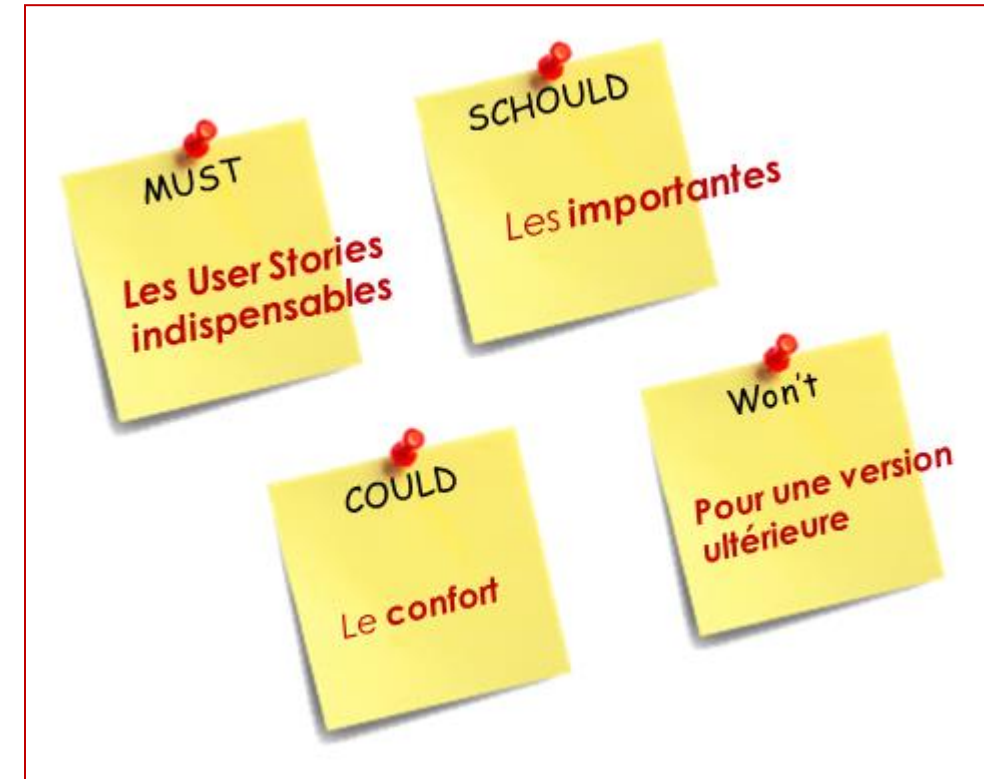 MUST
Les User Stories
indispensables
SCHOULD
Les importantes
COULD
Le confort
Won't
Pour une version
ultérieure